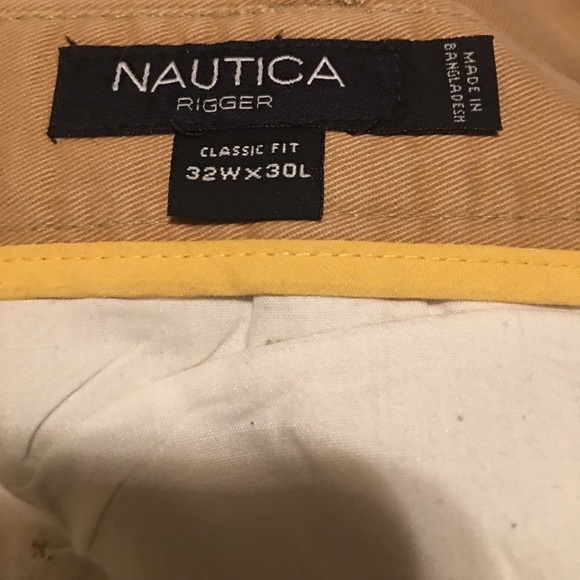 NAUTICA
RIGGER
MADE IN
BANGLADESH
CLASSIC FIT
32W×30L